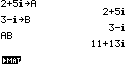 2+5i→A
2+5i
3-i→B
3-i
AB
11+13i
▶MAT